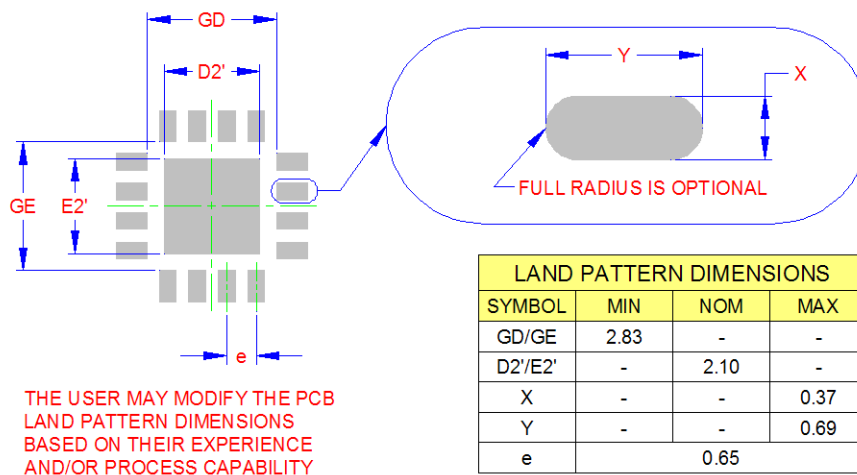 GD
D2'
GE
E2'
e
Y
X
FULL RADIUS IS OPTIONAL
THE USER MAY MODIFY THE PCB
LAND PATTERN DIMENSIONS
BASED ON THEIR EXPERIENCE
AND/OR PROCESS CAPABILITY
LAND PATTERN DIMENSIONS
SYMBOL MIN NOM MAX
GD/GE 2.83 - -
D2'/E2' - 2.10 -
X - - 0.37
Y - - 0.69
e 0.65